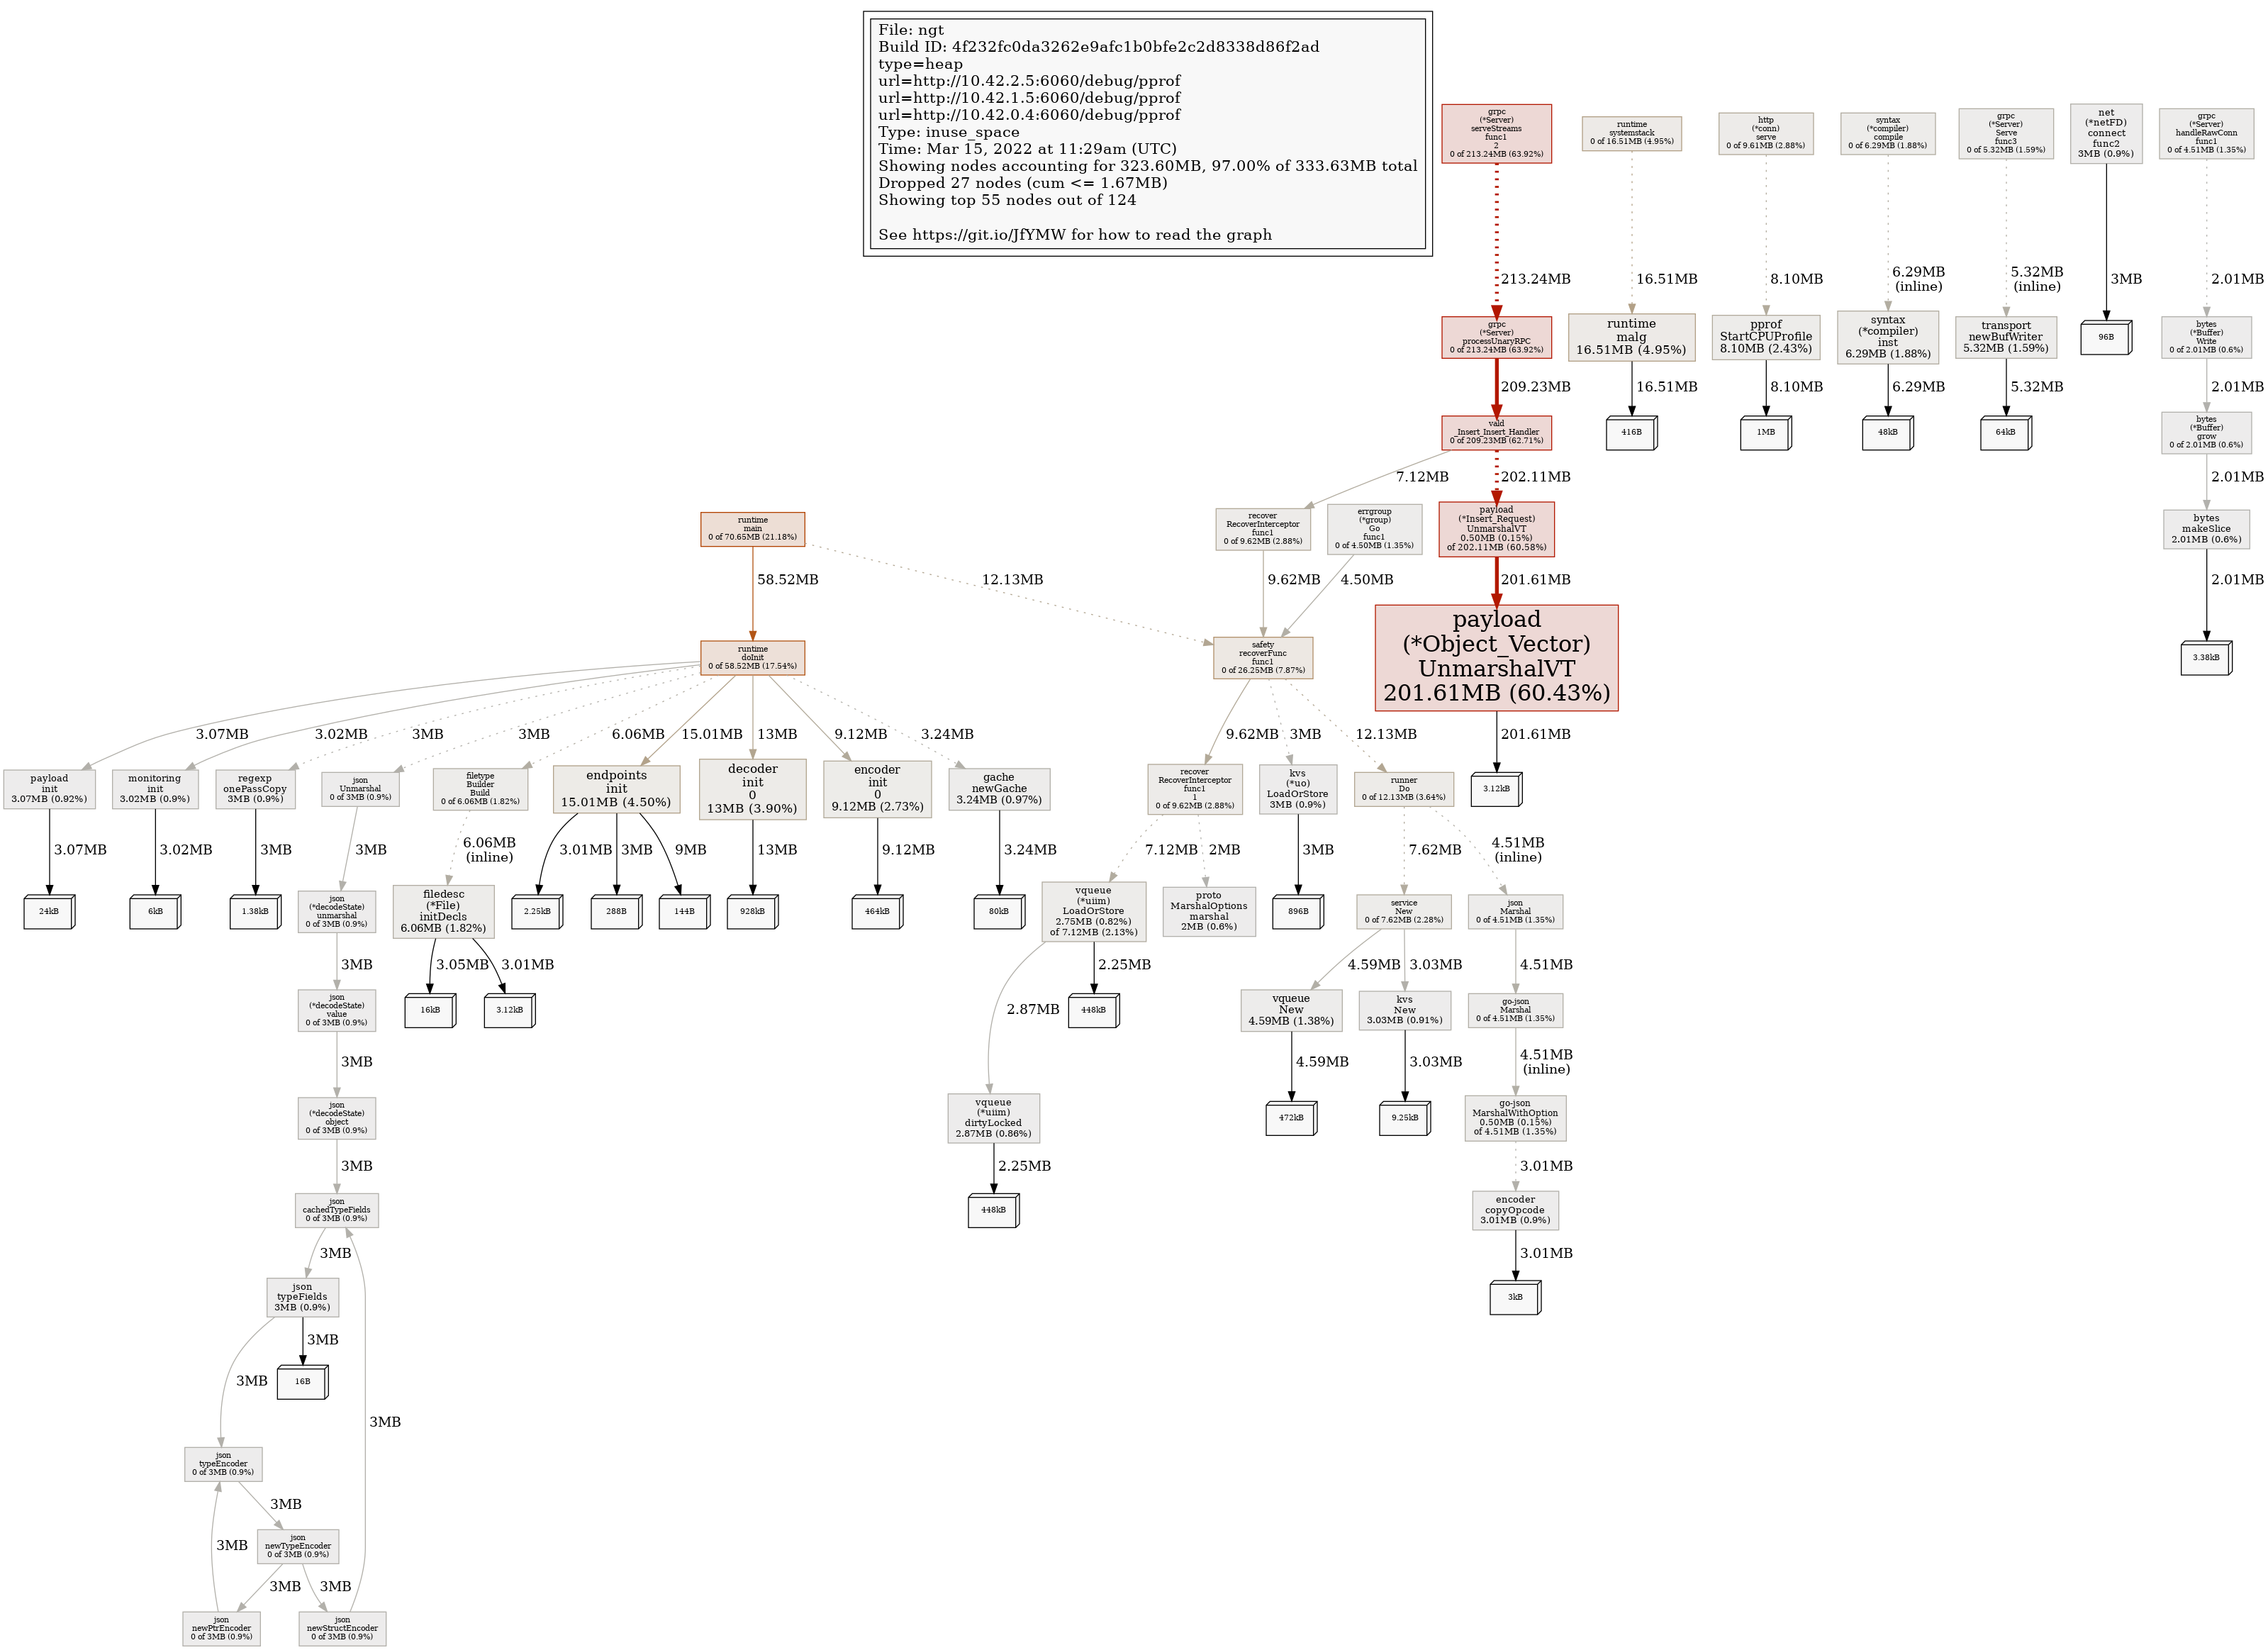 File: ngt
Build ID: 4f232fc0da3262e9afc1b0bfe2c2d8338d86f2ad
type=heap
url=http://10.42.2.5:6060/debug/pprof
url=http://10.42.1.5:6060/debug/pprof
url=http://10.42.0.4:6060/debug/pprof
Type: inuse_space
Time: Mar 15, 2022 at 11:29am (UTC)
Showing nodes accounting for 323.60MB, 97.00% of 333.63MB total
Dropped 27 nodes (cum <= 1.67MB)
Showing top 55 nodes out of 124
See https://git.io/JfYMW for how to read the graph
grpc
(*Server)
serveStreams
func1
2
0 of 213.24MB (63.92%)
runtime
systemstack
0 of 16.51MB (4.95%)
http
(*conn)
serve
0 of 9.61MB (2.88%)
syntax
(*compiler)
compile
0 of 6.29MB (1.88%)
grpc
(*Server)
Serve
func3
0 of 5.32MB (1.59%)
net
(*netFD)
connect
func2
3MB (0.9%)
grpc
(*Server)
handleRawConn
func1
0 of 4.51MB (1.35%)
213.24MB
16.51MB
8.10MB
6.29MB
(inline)
5.32MB
(inline)
3MB
2.01MB
grpc
(*Server)
processUnaryRPC
0 of 213.24MB (63.92%)
runtime
malg
16.51MB (4.95%)
pprof
StartCPUProfile
8.10MB (2.43%)
syntax
(*compiler)
inst
6.29MB (1.88%)
transport
newBufWriter
5.32MB (1.59%)
96B
bytes
(*Buffer)
Write
0 of 2.01MB (0.6%)
209.23MB
16.51MB
8.10MB
6.29MB
5.32MB
2.01MB
vald
_Insert_Insert_Handler
0 of 209.23MB (62.71%)
416B
1MB
48kB
64kB
bytes
(*Buffer)
grow
0 of 2.01MB (0.6%)
7.12MB
202.11MB
2.01MB
runtime
main
0 of 70.65MB (21.18%)
recover
RecoverInterceptor
func1
0 of 9.62MB (2.88%)
errgroup
(*group)
Go
func1
0 of 4.50MB (1.35%)
payload
(*Insert_Request)
UnmarshalVT
0.50MB (0.15%)
of 202.11MB (60.58%)
bytes
makeSlice
2.01MB (0.6%)
58.52MB
12.13MB
9.62MB
4.50MB
201.61MB
2.01MB
runtime
doInit
0 of 58.52MB (17.54%)
safety
recoverFunc
func1
0 of 26.25MB (7.87%)
payload
(*Object_Vector)
UnmarshalVT
201.61MB (60.43%)
3.38kB
3.07MB
3.02MB
3MB
3MB
6.06MB
15.01MB
13MB
9.12MB
3.24MB
9.62MB
3MB
12.13MB
201.61MB
payload
init
3.07MB (0.92%)
monitoring
init
3.02MB (0.9%)
regexp
onePassCopy
3MB (0.9%)
json
Unmarshal
0 of 3MB (0.9%)
filetype
Builder
Build
0 of 6.06MB (1.82%)
endpoints
init
15.01MB (4.50%)
decoder
init
0
13MB (3.90%)
encoder
init
0
9.12MB (2.73%)
gache
newGache
3.24MB (0.97%)
recover
RecoverInterceptor
func1
1
0 of 9.62MB (2.88%)
kvs
(*uo)
LoadOrStore
3MB (0.9%)
runner
Do
0 of 12.13MB (3.64%)
3.12kB
3.07MB
3.02MB
3MB
3MB
6.06MB
(inline)
3.01MB
3MB
9MB
13MB
9.12MB
3.24MB
7.12MB
2MB
3MB
7.62MB
4.51MB
(inline)
24kB
6kB
1.38kB
json
(*decodeState)
unmarshal
0 of 3MB (0.9%)
filedesc
(*File)
initDecls
6.06MB (1.82%)
2.25kB
288B
144B
928kB
464kB
80kB
vqueue
(*uiim)
LoadOrStore
2.75MB (0.82%)
of 7.12MB (2.13%)
proto
MarshalOptions
marshal
2MB (0.6%)
896B
service
New
0 of 7.62MB (2.28%)
json
Marshal
0 of 4.51MB (1.35%)
3MB
3.05MB
3.01MB
2.87MB
2.25MB
4.59MB
3.03MB
4.51MB
json
(*decodeState)
value
0 of 3MB (0.9%)
16kB
3.12kB
448kB
vqueue
New
4.59MB (1.38%)
kvs
New
3.03MB (0.91%)
go-json
Marshal
0 of 4.51MB (1.35%)
3MB
4.59MB
3.03MB
4.51MB
(inline)
json
(*decodeState)
object
0 of 3MB (0.9%)
vqueue
(*uiim)
dirtyLocked
2.87MB (0.86%)
472kB
9.25kB
go-json
MarshalWithOption
0.50MB (0.15%)
of 4.51MB (1.35%)
3MB
2.25MB
3.01MB
json
cachedTypeFields
0 of 3MB (0.9%)
448kB
encoder
copyOpcode
3.01MB (0.9%)
3MB
3.01MB
json
typeFields
3MB (0.9%)
3kB
3MB
3MB
16B
3MB
json
typeEncoder
0 of 3MB (0.9%)
3MB
3MB
json
newTypeEncoder
0 of 3MB (0.9%)
3MB
3MB
json
newPtrEncoder
0 of 3MB (0.9%)
json
newStructEncoder
0 of 3MB (0.9%)